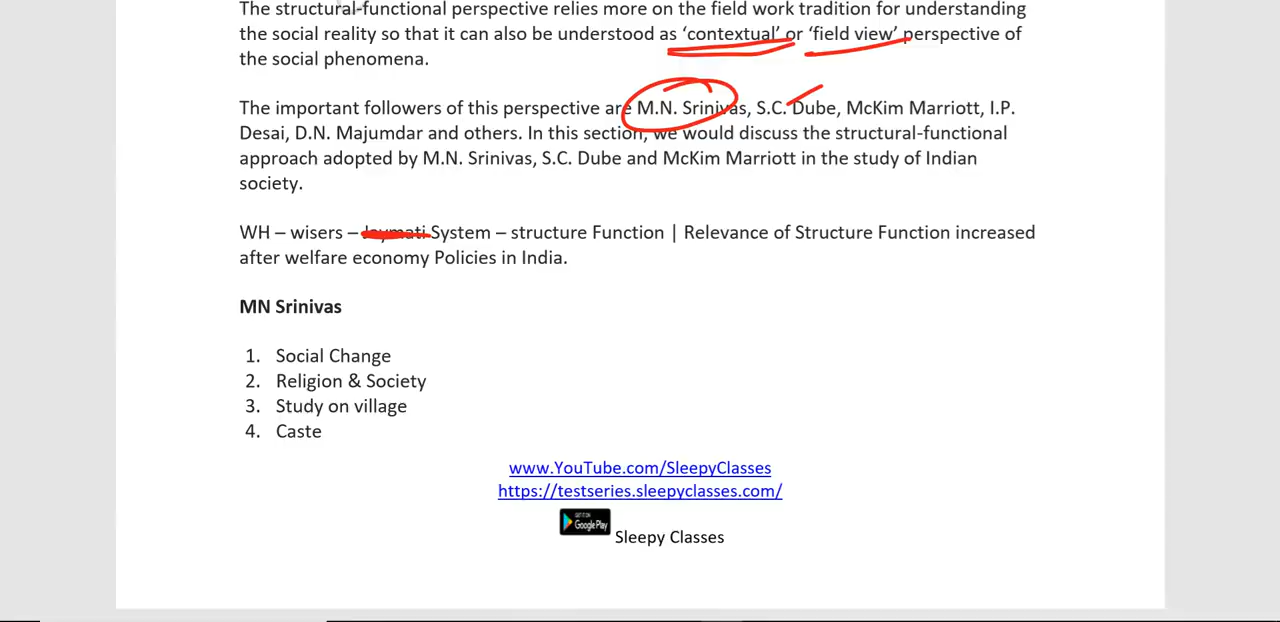 The structural-functional perspective relies more on the field work tradition for understanding
the social reality so that it can also be understood as ‘contextual’ or ‘field view’ perspective of
the social phenomena.
The important followers of this perspective are M.N. Srinivas, S.C. Dube, McKim Marriott, I.P.
Desai, D.N. Majumdar and others. In this section, we would discuss the structural-functional
approach adopted by M.N. Srinivas, S.C. Dube and McKim Marriott in the study of Indian
society.
WH – wisers – System – structure Function | Relevance of Structure Function increased
after welfare economy Policies in India.
MN Srinivas
1. Social Change
2. Religion & Society
3. Study on village
4. Caste
www.YouTube.com/SleepyClasses
https://testseries.sleepyclasses.com/
GET IT ON
Google Play
Sleepy Classes